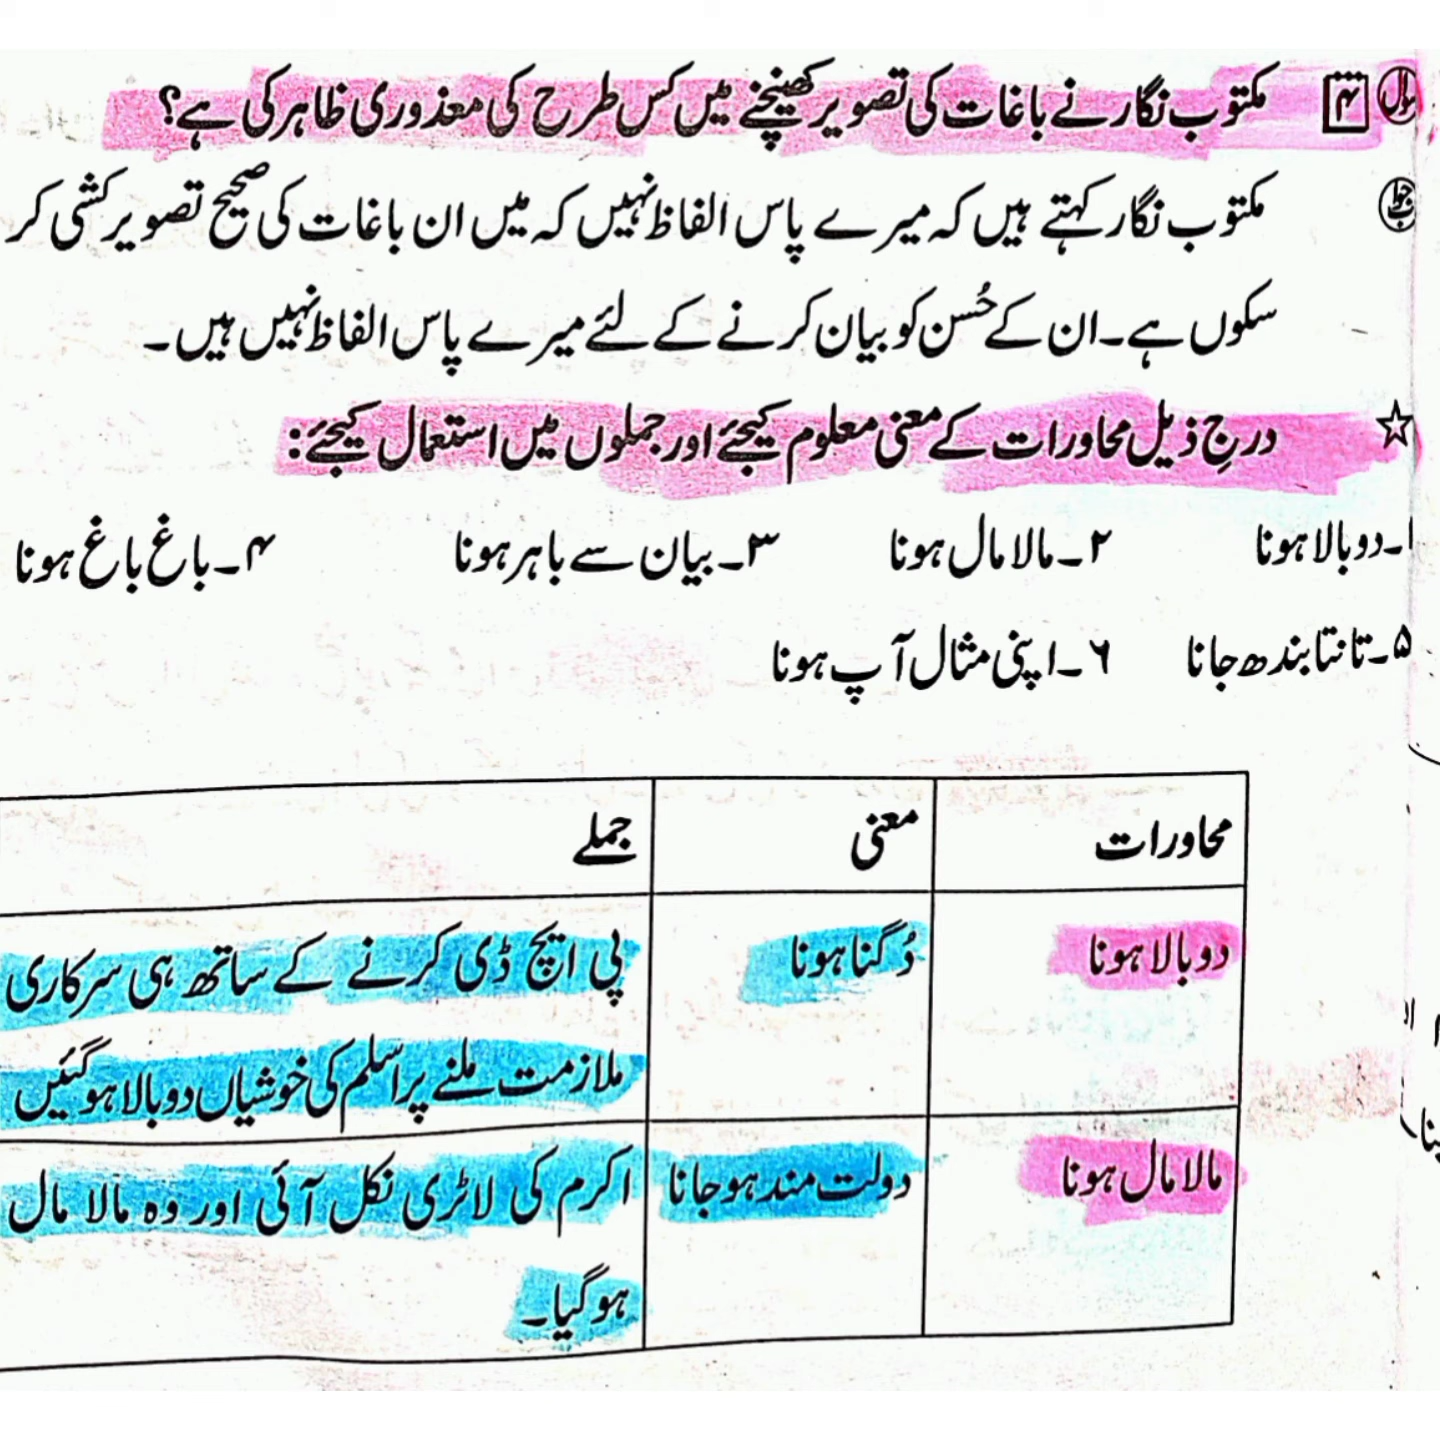 سوال ۴ مکتوب نگار نے باغات کی تصویر کھینچنے میں کس طرح کی معذوری ظاہر کی ہے؟
جواب مکتوب نگار کہتے ہیں کہ میرے پاس الفاظ نہیں کہ میں ان باغات کی صحیح تصویر کشی کر
سکوں ہے۔ ان کے حُسن کو بیان کرنے کے لئے میرے پاس الفاظ نہیں ہیں۔
☆ درجِ ذیل محاورات کے معنی معلوم کیجئے اور جملوں میں استعمال کیجئے:
۱۔ دوبالا ہونا ۲۔ مالا مال ہونا ۳۔ بیان سے باہر ہونا ۴۔ باغ باغ ہونا
۵۔ تانتا بندھ جانا ۶۔ اپنی مثال آپ ہونا
محاورات معنی جملے
دوبالا ہونا دُگنا ہونا پی ایچ ڈی کرنے کے ساتھ ہی سرکاری
ملازمت ملنے پر اسلم کی خوشیاں دوبالا ہوگئیں
مالا مال ہونا دولت مند ہو جانا اکرم کی لاٹری نکل آئی اور وہ مالا مال
ہو گیا۔